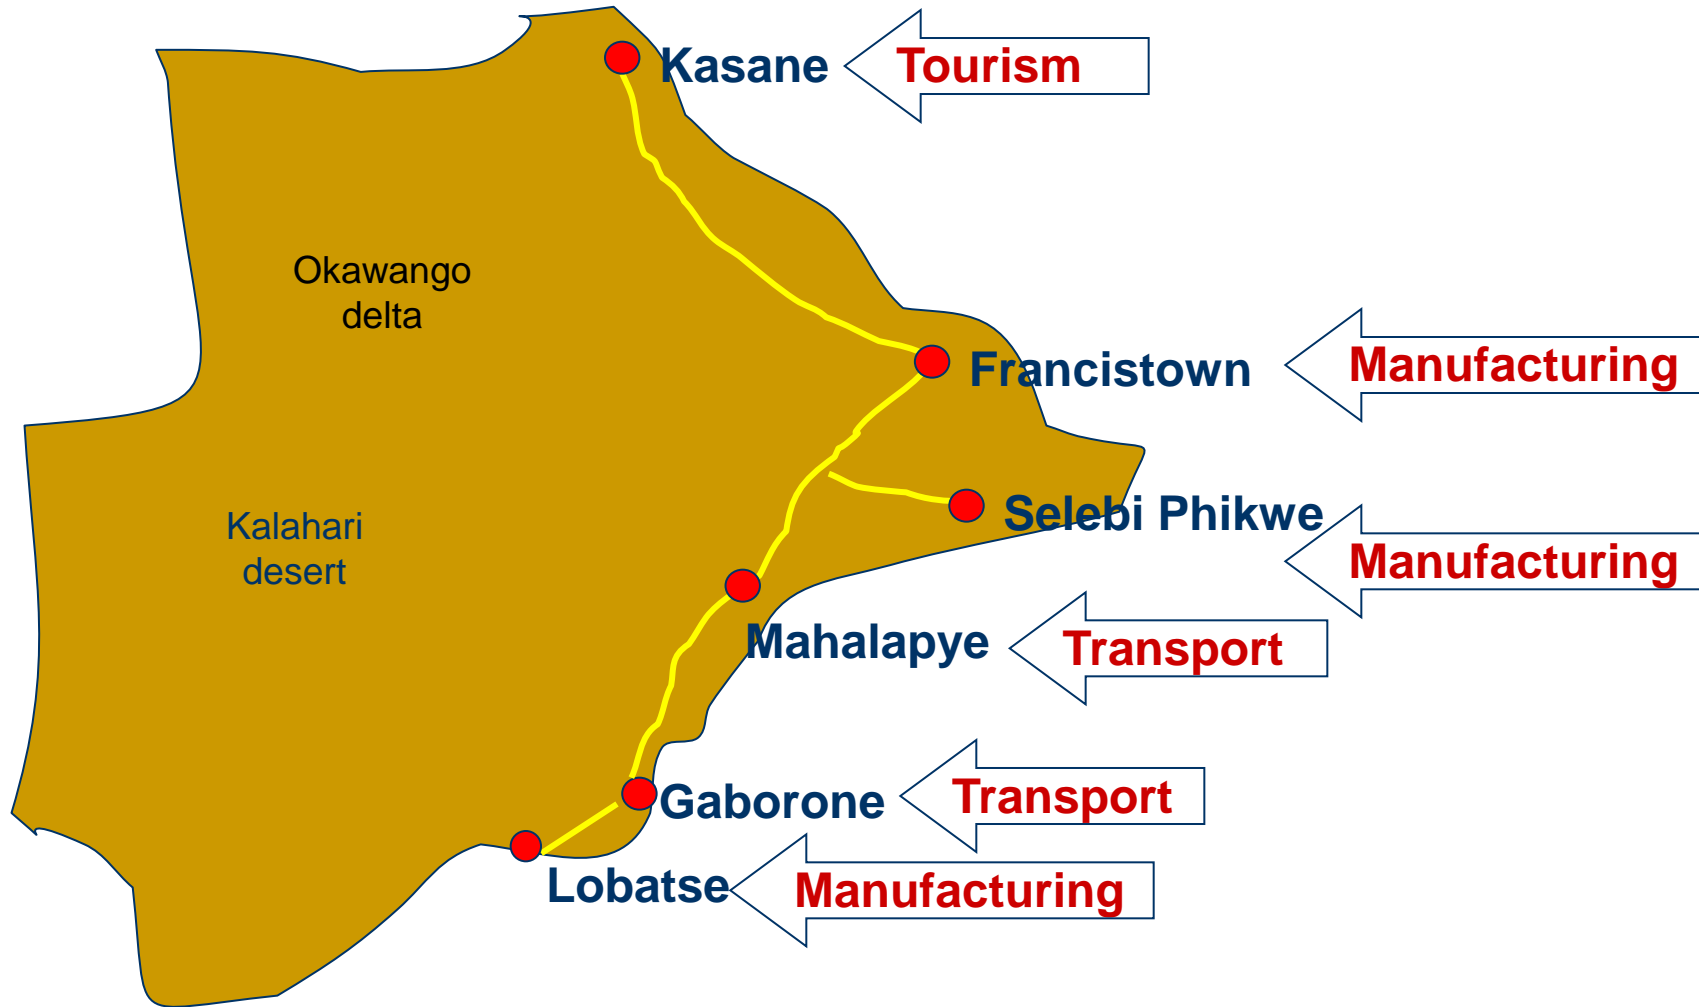 Kasane
Tourism
Okawango
delta
Francistown
Manufacturing
Selebi Phikwe
Kalahari
desert
Manufacturing
Mahalapye
Transport
Gaborone
Transport
Lobatse
Manufacturing